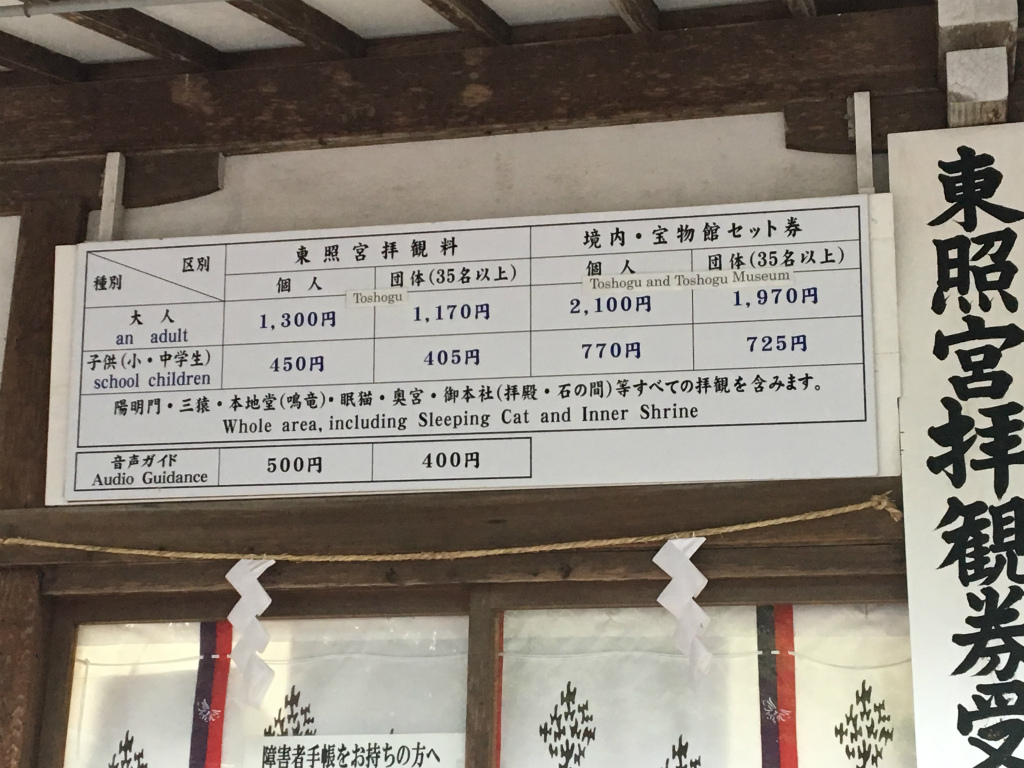 区別
種別
東照宮拝観料
境内・宝物館セット券
個人
団体(35名以上)
個人
団体(35名以上)
Toshogu
Toshogu and Toshogu Museum
大人
an adult
1,300円
1,170円
2,100円
1,970円
子供(小・中学生)
school children
450円
405円
770円
725円
陽明門・三猿・本地堂(鳴竜)・眠猫・奥宮・御本社(拝殿・石の間)等すべての拝観を含みます。
Whole area, including Sleeping Cat and Inner Shrine
音声ガイド
Audio Guidance
500円
400円
東照宮拝観券受
障害者手帳をお持ちの方へ